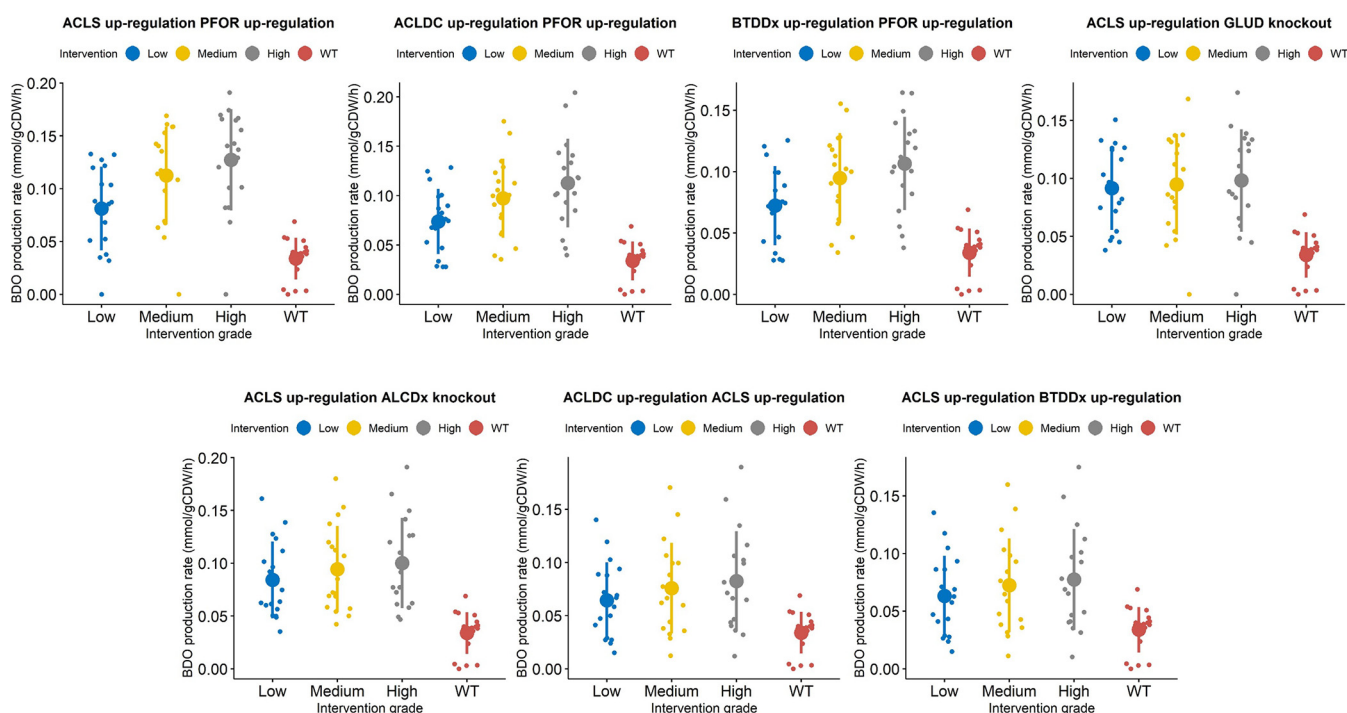 ACLS up-regulation PFOR up-regulation
Intervention Low Medium High WT
BDO production rate (mmol/gCDW/h)
0.20
0.15
0.10
0.05
0.00
Low Medium High WT
Intervention grade
ACLDC up-regulation PFOR up-regulation
Intervention Low Medium High WT
BDO production rate (mmol/gCDW/h)
0.20
0.15
0.10
0.05
0.00
Low Medium High WT
Intervention grade
BTDDx up-regulation PFOR up-regulation
Intervention Low Medium High WT
BDO production rate (mmol/gCDW/h)
0.15
0.10
0.05
0.00
Low Medium High WT
Intervention grade
ACLS up-regulation GLUD knockout
Intervention Low Medium High WT
BDO production rate (mmol/gCDW/h)
0.15
0.10
0.05
0.00
Low Medium High WT
Intervention grade
ACLS up-regulation ALCDx knockout
Intervention Low Medium High WT
BDO production rate (mmol/gCDW/h)
0.20
0.15
0.10
0.05
0.00
Low Medium High WT
Intervention grade
ACLDC up-regulation ACLS up-regulation
Intervention Low Medium High WT
BDO production rate (mmol/gCDW/h)
0.15
0.10
0.05
0.00
Low Medium High WT
Intervention grade
ACLS up-regulation BTDDx up-regulation
Intervention Low Medium High WT
BDO production rate (mmol/gCDW/h)
0.15
0.10
0.05
0.00
Low Medium High WT
Intervention grade